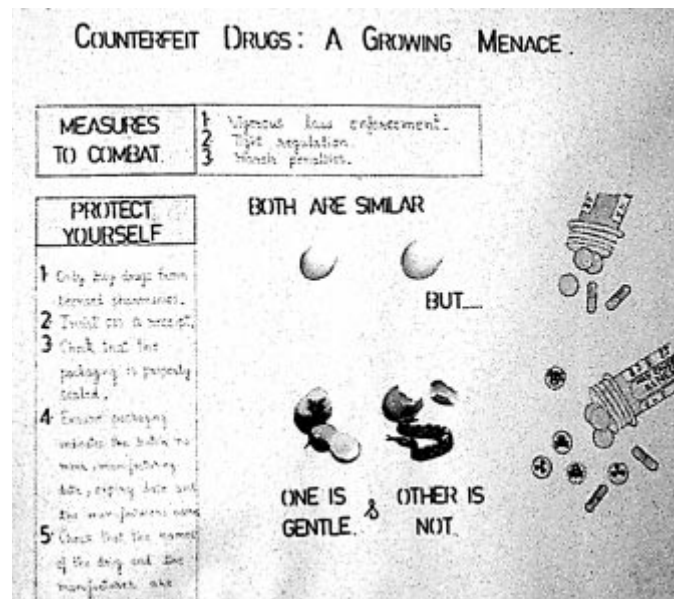 COUNTERFEIT DRUGS: A GROWING MENACE.
MEASURES
TO COMBAT.
1 Vigorous law enforcement.
2 Tight regulation.
3 Harsh penalties.
PROTECT
YOURSELF
1 Only buy drugs from
licensed pharmacies.
2 Insist on a receipt.
3 Check that the
packaging is properly
sealed.
4 Ensure packaging
indicates the batch no
manufacturing
date, expiry date and
the manufacturers name
5 Check that the names
of the drug and the
manufacturer are
BOTH ARE SIMILAR
BUT....
ONE IS
GENTLE.
&
OTHER IS
NOT.